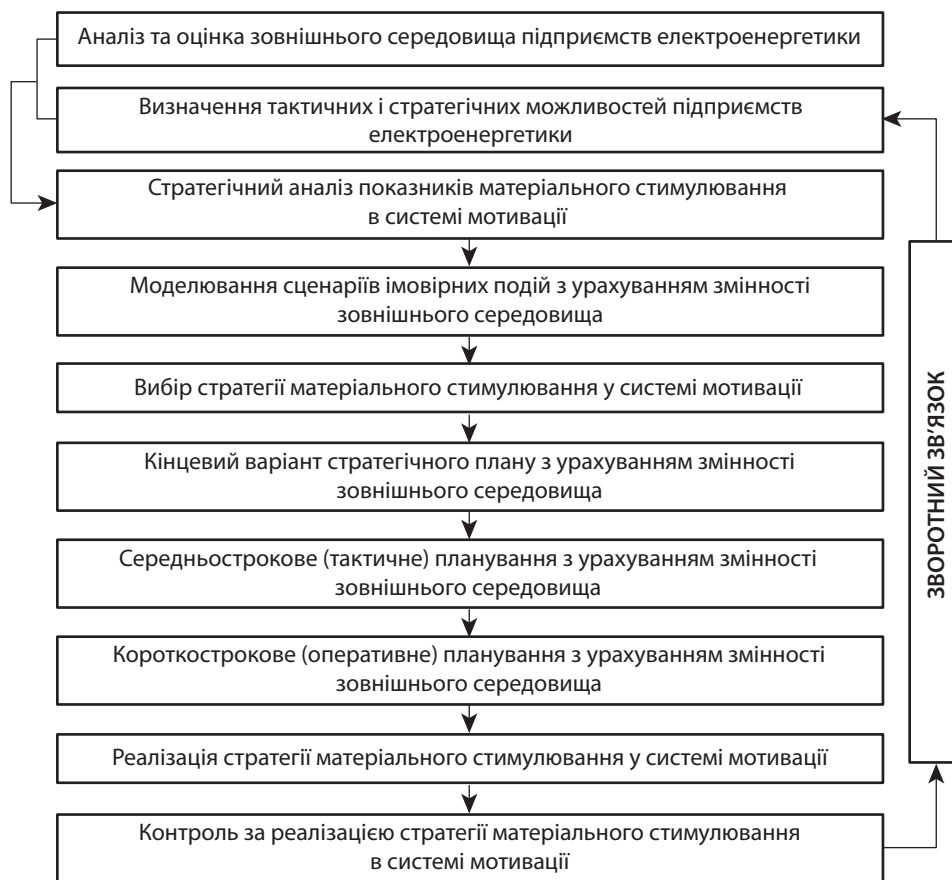 Аналіз та оцінка зовнішнього середовища підприємств електроенергетики
Визначення тактичних і стратегічних можливостей підприємств
електроенергетики
Стратегічний аналіз показників матеріального стимулювання
в системі мотивації
Моделювання сценаріїв імовірних подій з урахуванням змінності
зовнішнього середовища
Вибір стратегії матеріального стимулювання у системі мотивації
Кінцевий варіант стратегічного плану з урахуванням змінності
зовнішнього середовища
Середньострокове (тактичне) планування з урахуванням змінності
зовнішнього середовища
Короткострокове (оперативне) планування з урахуванням змінності
зовнішнього середовища
Реалізація стратегії матеріального стимулювання у системі мотивації
Контроль за реалізацією стратегії матеріального стимулювання
в системі мотивації
ЗВОРОТНИЙ ЗВ’ЯЗОК